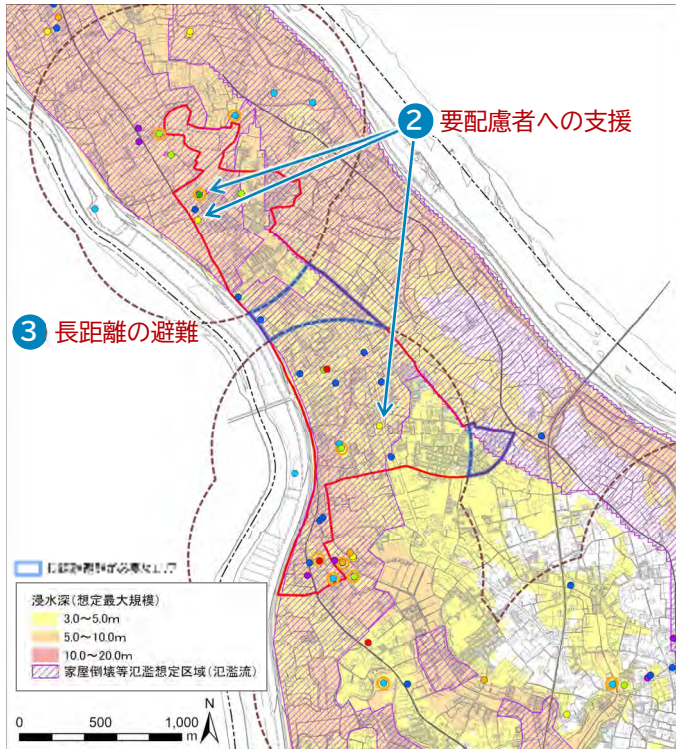 2 要配慮者への支援
3 長距離の避難
浸水深(想定最大規模)
3.0～5.0m
5.0～10.0m
10.0～20.0m
家屋倒壊等氾濫想定区域(氾濫流)
N
0 500 1,000
m